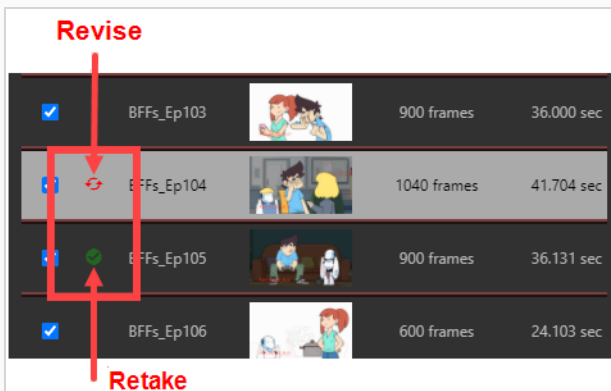 Revise
BFFs_Ep103 900 frames 36.000 sec
BFFs_Ep104 1040 frames 41.704 sec
BFFs_Ep105 900 frames 36.131 sec
BFFs_Ep106 600 frames 24.103 sec
Retake